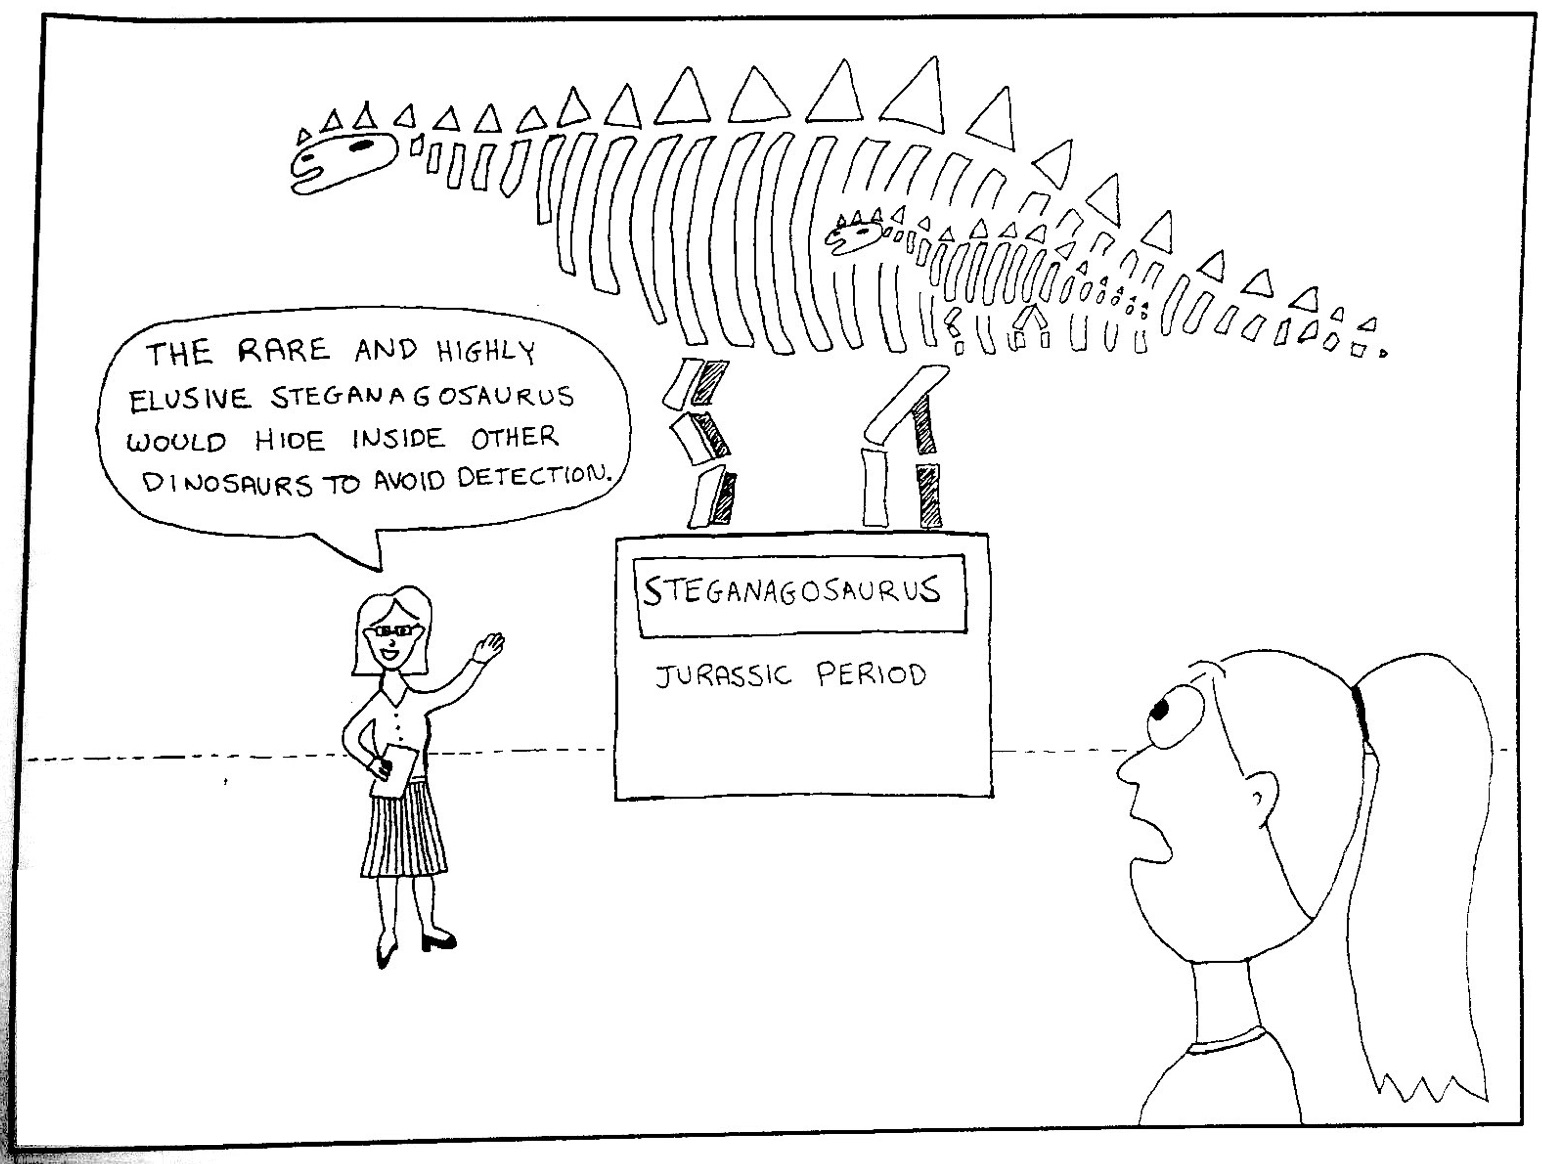 THE RARE AND HIGHLY
ELUSIVE STEGANAGOSAURUS
WOULD HIDE INSIDE OTHER
DINOSAURS TO AVOID DETECTION.
STEGANAGOSAURUS
JURASSIC PERIOD